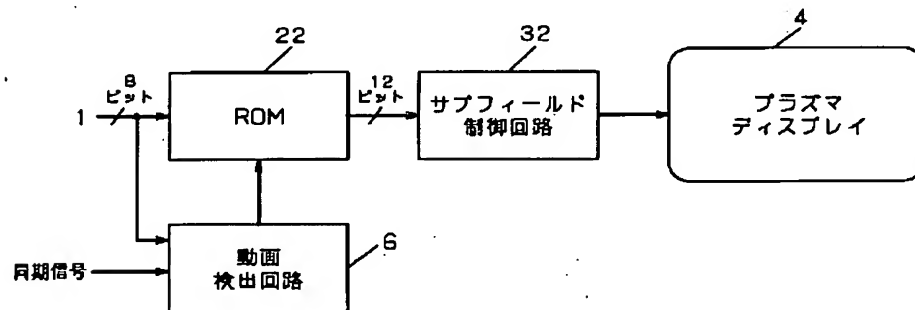 22
32
4
8
ビット
12
ビット
1
ROM
サブフィールド
制御回路
プラズマ
ディスプレイ
6
動画
検出回路
同期信号